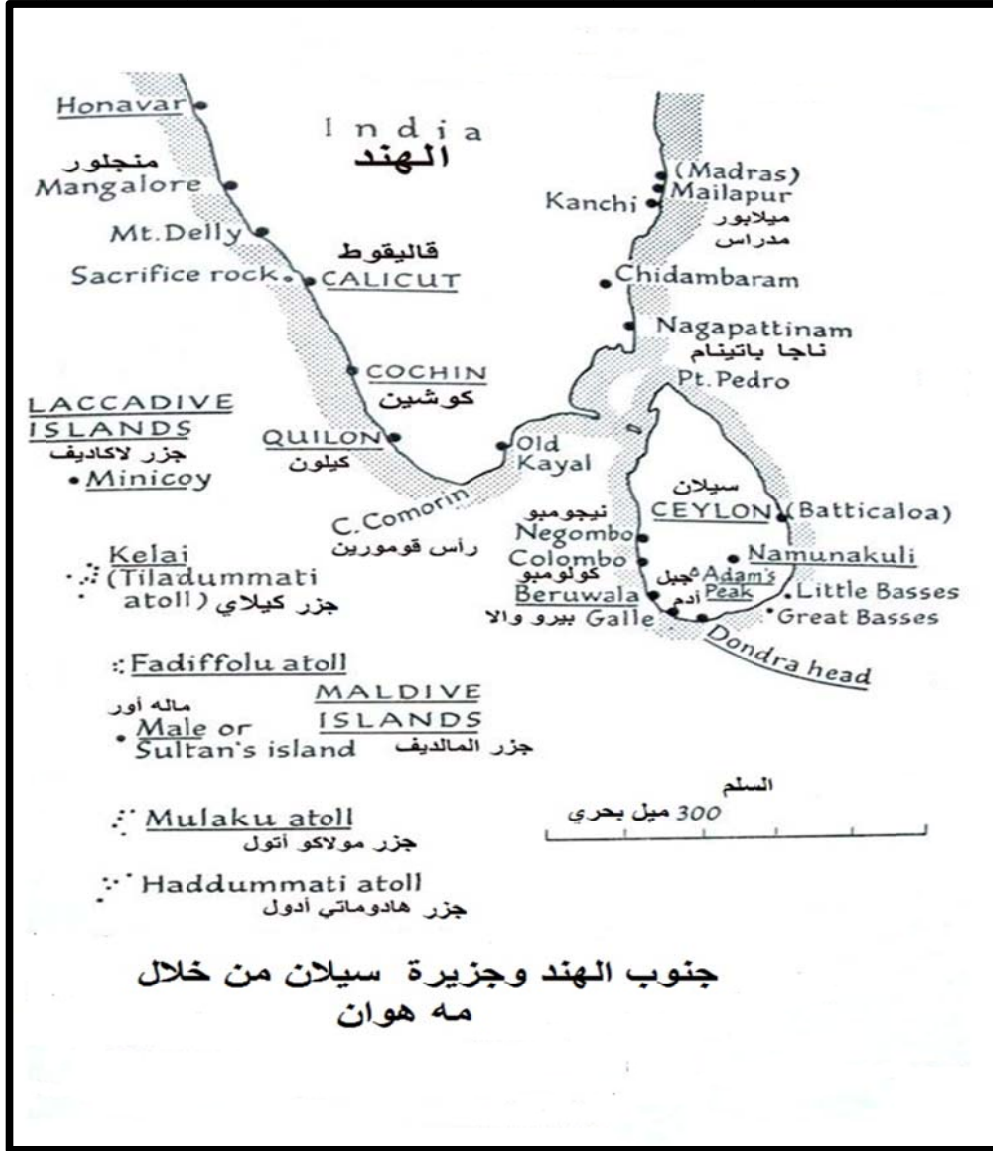 Honavar
India
الهند
منجلور
Mangalore
(Madras)
Mailapur
Kanchi
ميلابور
مدراس
Mt. Delly
قاليقوط
Sacrifice rock
CALICUT
Chidambaram
Nagapattinam
ناجا باتينام
Pt. Pedro
COCHIN
كوشين
LACCADIVE
ISLANDS
جزر لاكاديف
Minicoy
QUILON
كيلون
Old
Kayal
C. Comorin
رأس قومورين
سيلان
CEYLON
(Batticaloa)
نيجومبو
Negombo
Colombo
كولومبو
Namunakuli
جبل
أدم
Adam's
Peak
Beruwala
بيرو والا
Galle
Little Basses
Great Basses
Dondra head
Kelai
(Tiladummati
atoll)
جزر كيلاي
Fadiffolu atoll
ماله أور
Male or
Sultan's island
MALDIVE
ISLANDS
جزر المالديف
السلم
300 ميل بحري
Mulaku atoll
جزر مولاكو أتول
Haddummati atoll
جزر هادوماتي أدول
جنوب الهند وجزيرة سيلان من خلال
مه هوان